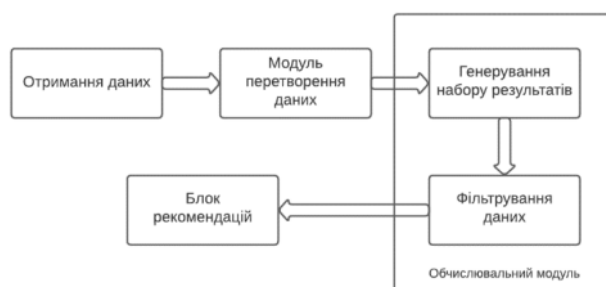 Отримання даних
Модуль
перетворення
даних
Генерування
набору результатів
Блок
рекомендацій
Фільтрування
даних
Обчислювальний модуль